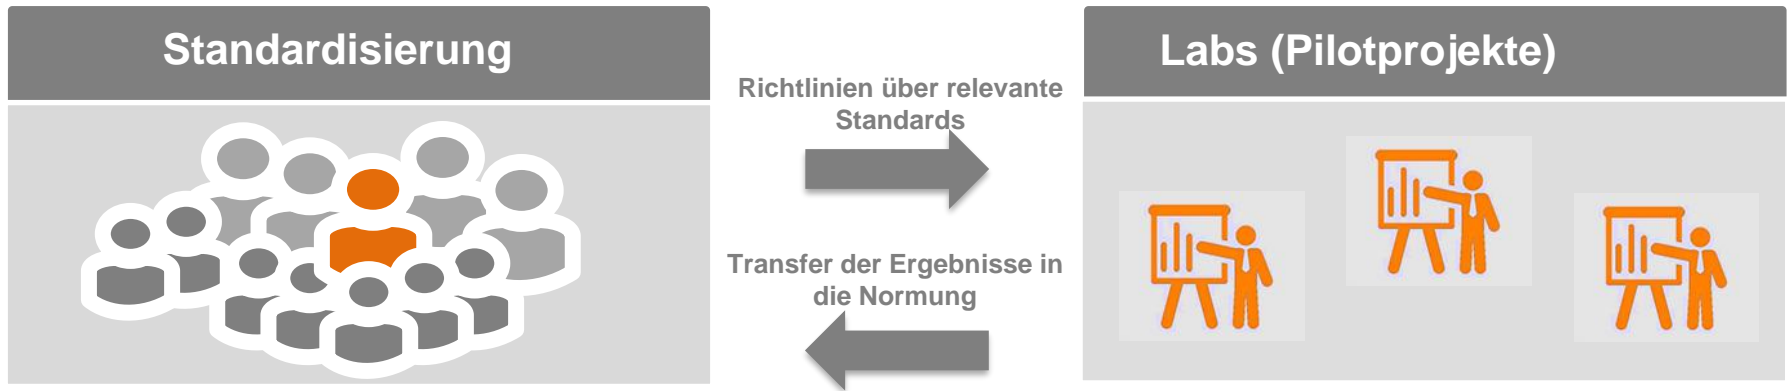 Standardisierung
Richtlinien über relevante
Standards
Transfer der Ergebnisse in
die Normung
Labs (Pilotprojekte)